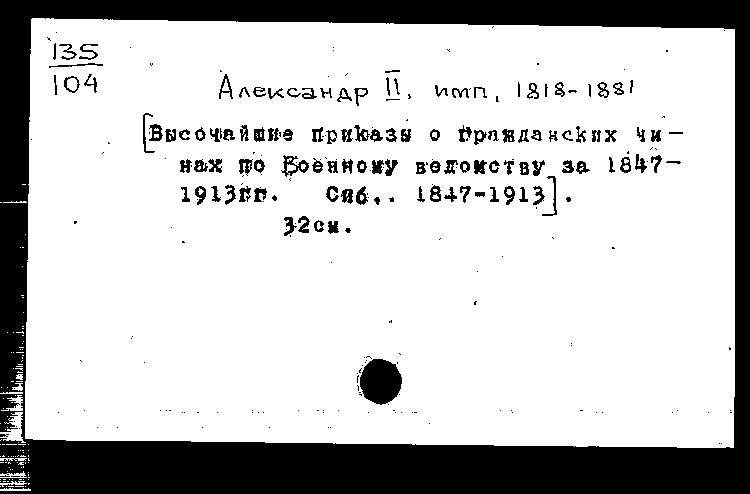 135
104
Александр II, имп, 1818-1881
[Высочайшие приказы о гражданских чи-
нах по Военному ведомству за 1847-
1913гг. Спб.. 1847-1913].
32см.